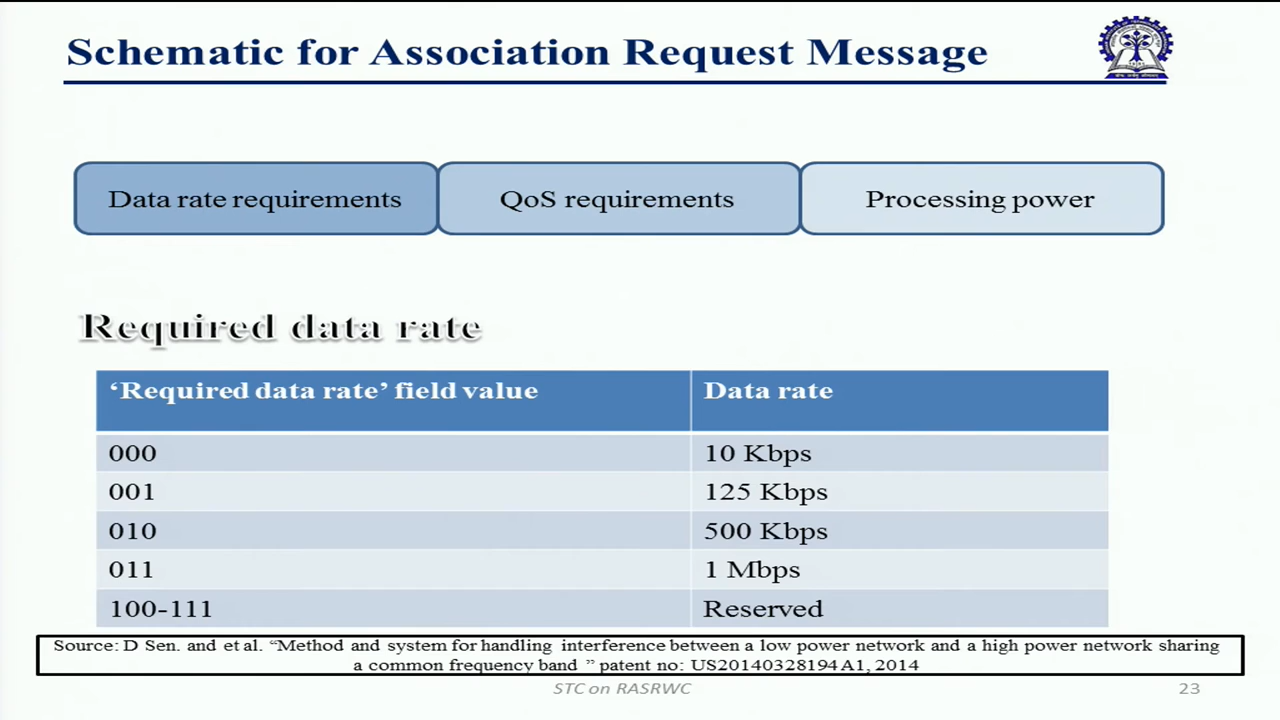 Schematic for Association Request Message
Data rate requirements QoS requirements Processing power
Required data rate
‘Required data rate’ field value Data rate
000 10 Kbps
001 125 Kbps
010 500 Kbps
011 1 Mbps
100-111 Reserved
Source: D Sen. and et al. “Method and system for handling interference between a low power network and a high power network sharing
a common frequency band ” patent no: US20140328194 A1, 2014
STC on RASRWC 23